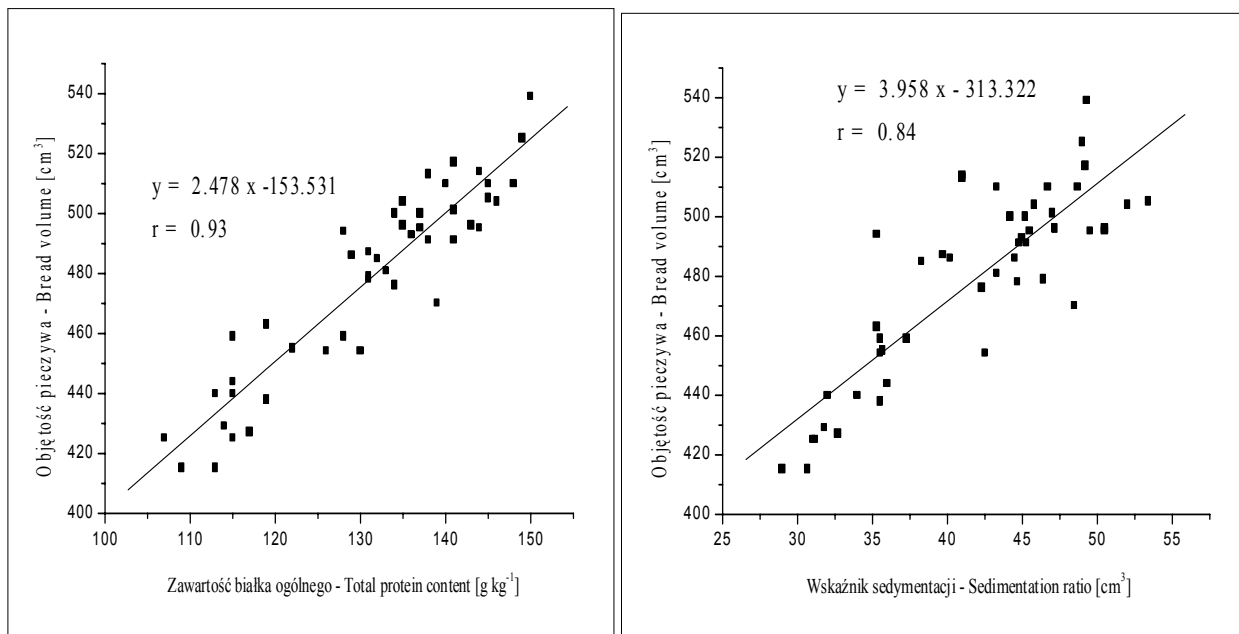 540
520
500
480
460
440
420
400
Objętość pieczywa - Bread volume [cm³]
y = 2.478 x -153.531
r = 0.93
100 110 120 130 140 150
Zawartość białka ogólnego - Total protein content [g kg⁻¹]
540
520
500
480
460
440
420
400
Objętość pieczywa - Bread volume [cm³]
y = 3.958 x - 313.322
r = 0.84
25 30 35 40 45 50 55
Wskaźnik sedymentacji - Sedimentation ratio [cm³]